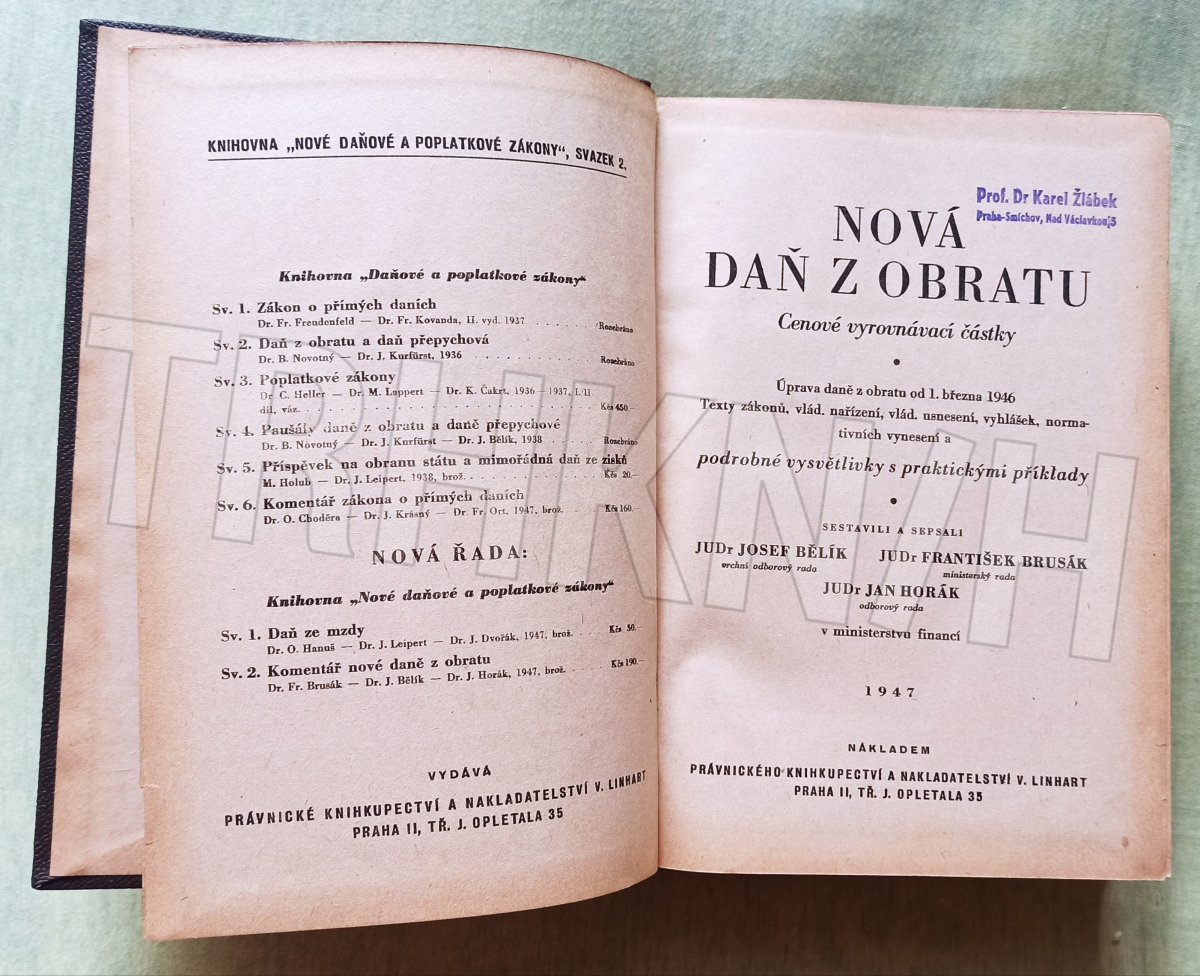 KNIHOVNA „NOVÉ DAŇOVÉ A POPLATKOVÉ ZÁKONY“, SVAZEK 2.
Knihovna „Daňové a poplatkové zákony“
Sv. 1. Zákon o přímých daních
Dr. Fr. Freudenfeld — Dr. Fr. Kovanda, II. vyd. 1937 . . . . . . . Rozebráno
Sv. 2. Daň z obratu a daň přepychová
Dr. B. Novotný — Dr. J. Kurfürst, 1936 . . . . . . . . . . . . Rozebráno
Sv. 3. Poplatkové zákony
Dr. C. Heller — Dr. M. Lappert — Dr. K. Čakrt, 1936 – 1937, I. II
díl, váz. . . . . . . . . . . . . . . . . . . . . . . . . Kčs 450.—
Sv. 4. Paušály daně z obratu a daně přepychové
Dr. B. Novotný — Dr. J. Kurfürst — Dr. J. Bělík, 1938 . . . . . Rozebráno
Sv. 5. Příspěvek na obranu státu a mimořádná daň ze zisků
M. Holub — Dr. J. Leipert, 1938, brož. . . . . . . . . . . . Kčs 20.—
Sv. 6. Komentář zákona o přímých daních
Dr. O. Choděra — Dr. J. Krásný — Dr. Fr. Ort, 1947, brož. . . . Kčs 160.
NOVÁ ŘADA:
Knihovna „Nové daňové a poplatkové zákony“
Sv. 1. Daň ze mzdy
Dr. O. Hanuš — Dr. J. Leipert — Dr. J. Dvořák, 1947, brož. . . . Kčs 50.
Sv. 2. Komentář nové daně z obratu
Dr. Fr. Brusák — Dr. J. Bělík — Dr. J. Horák, 1947, brož. . . . . Kčs 190.—
VYDÁVÁ
PRÁVNICKÉ KNIHKUPECTVÍ A NAKLADATELSTVÍ V. LINHART
PRAHA II, TŘ. J. OPLETALA 35
Prof. Dr Karel Žlábek
Praha-Smíchov, Nad Václavkou 5
NOVÁ
DAŇ Z OBRATU
Cenové vyrovnávací částky
•
Úprava daně z obratu od 1. března 1946
Texty zákonů, vlád. nařízení, vlád. usnesení, vyhlášek, norma-
tivních vynesení a
podrobné vysvětlivky s praktickými příklady
•
SESTAVILI A SEPSALI
JUDr JOSEF BĚLÍK JUDr FRANTIŠEK BRUSÁK
vrchní odborový rada ministerský rada
JUDr JAN HORÁK
odborový rada
v ministerstvu financí
1947
NÁKLADEM
PRÁVNICKÉHO KNIHKUPECTVÍ A NAKLADATELSTVÍ V. LINHART
PRAHA II, TŘ. J. OPLETALA 35
TRHKNIH